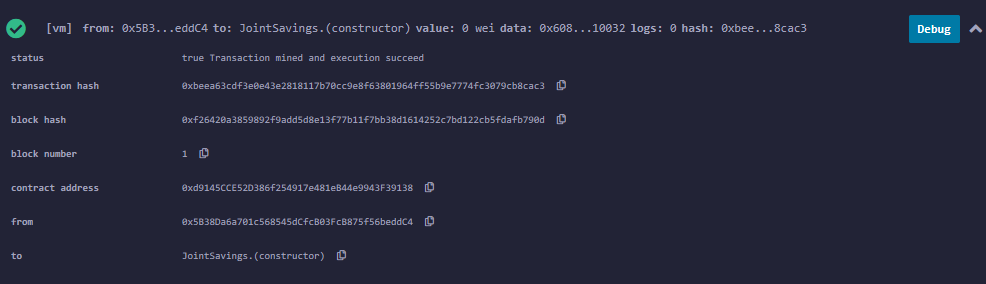 [vm] from: 0x5B3...eddC4 to: JointSavings.(constructor) value: 0 wei data: 0x608...10032 logs: 0 hash: 0xbee...8cac3 Debug
status true Transaction mined and execution succeed
transaction hash 0xbeea63cdf3e0e43e2818117b70cc9e8f63801964ff55b9e7774fc3079cb8cac3
block hash 0xf26420a3859892f9add5d8e13f77b11f7bb38d1614252c7bd122cb5fdafb790d
block number 1
contract address 0xd9145CCE52D386f254917e481eB44e9943F39138
from 0x5B38Da6a701c568545dCfcB03FcB875f56beddC4
to JointSavings.(constructor)